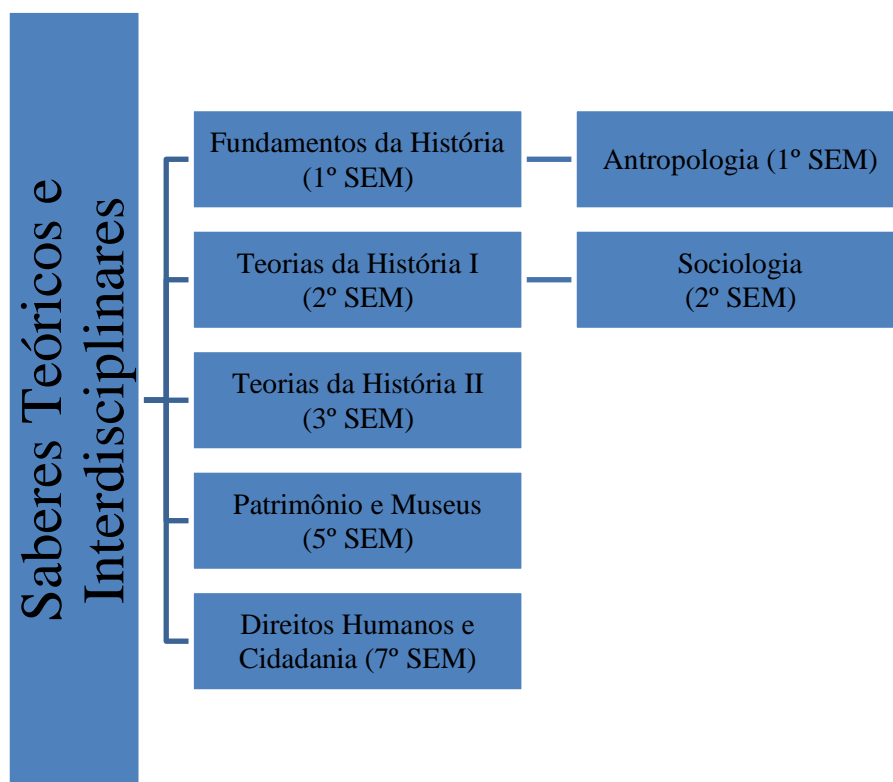 Saberes Teóricos e
Interdisciplinares
Fundamentos da História
(1º SEM)
Antropologia (1º SEM)
Teorias da História I
(2º SEM)
Sociologia
(2º SEM)
Teorias da História II
(3º SEM)
Patrimônio e Museus
(5º SEM)
Direitos Humanos e
Cidadania (7º SEM)